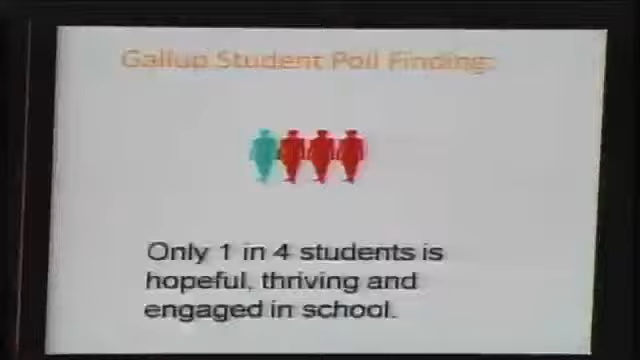 Gallup Student Poll Finding:
Only 1 in 4 students is
hopeful, thriving and
engaged in school.